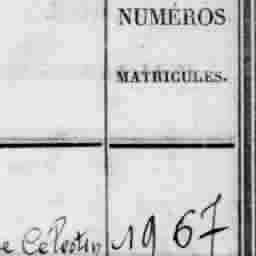 NUMÉROS
MATRICULES.
e Célestin 1967